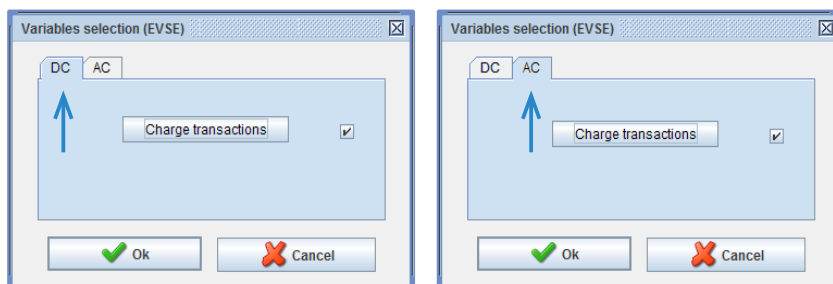 Variables selection (EVSE)
DC AC
Charge transactions
Ok Cancel
Variables selection (EVSE)
DC AC
Charge transactions
Ok Cancel